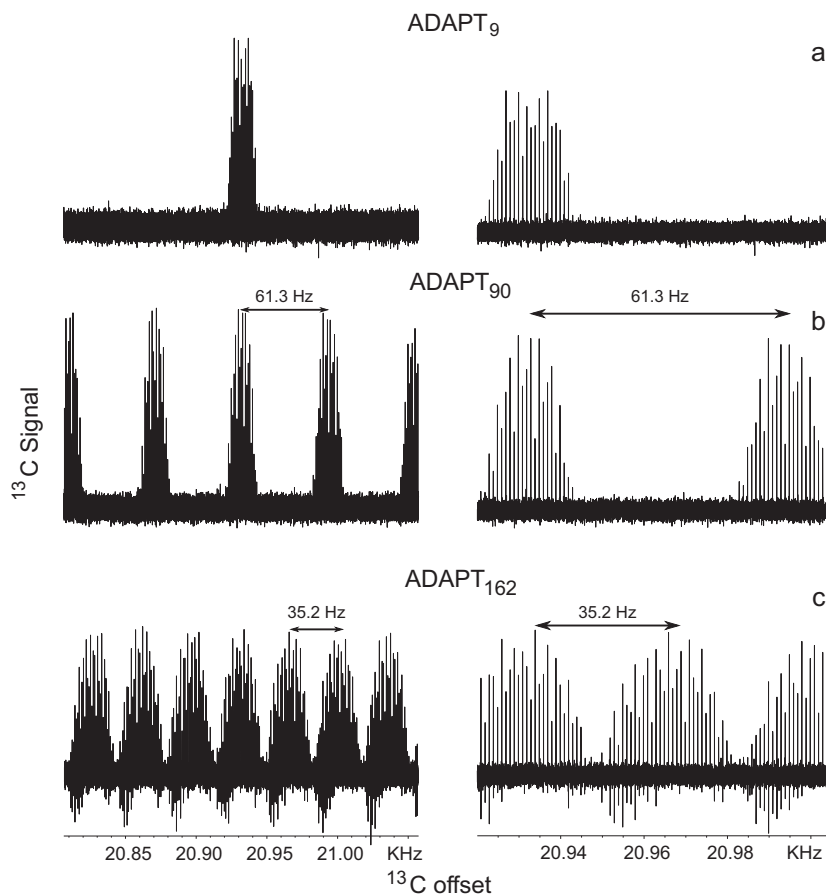 ADAPT₉
a
ADAPT₉₀
b
61.3 Hz
61.3 Hz
¹³C Signal
ADAPT₁₆₂
c
35.2 Hz
35.2 Hz
20.85 20.90 20.95 21.00 KHz
20.94 20.96 20.98 KHz
¹³C offset